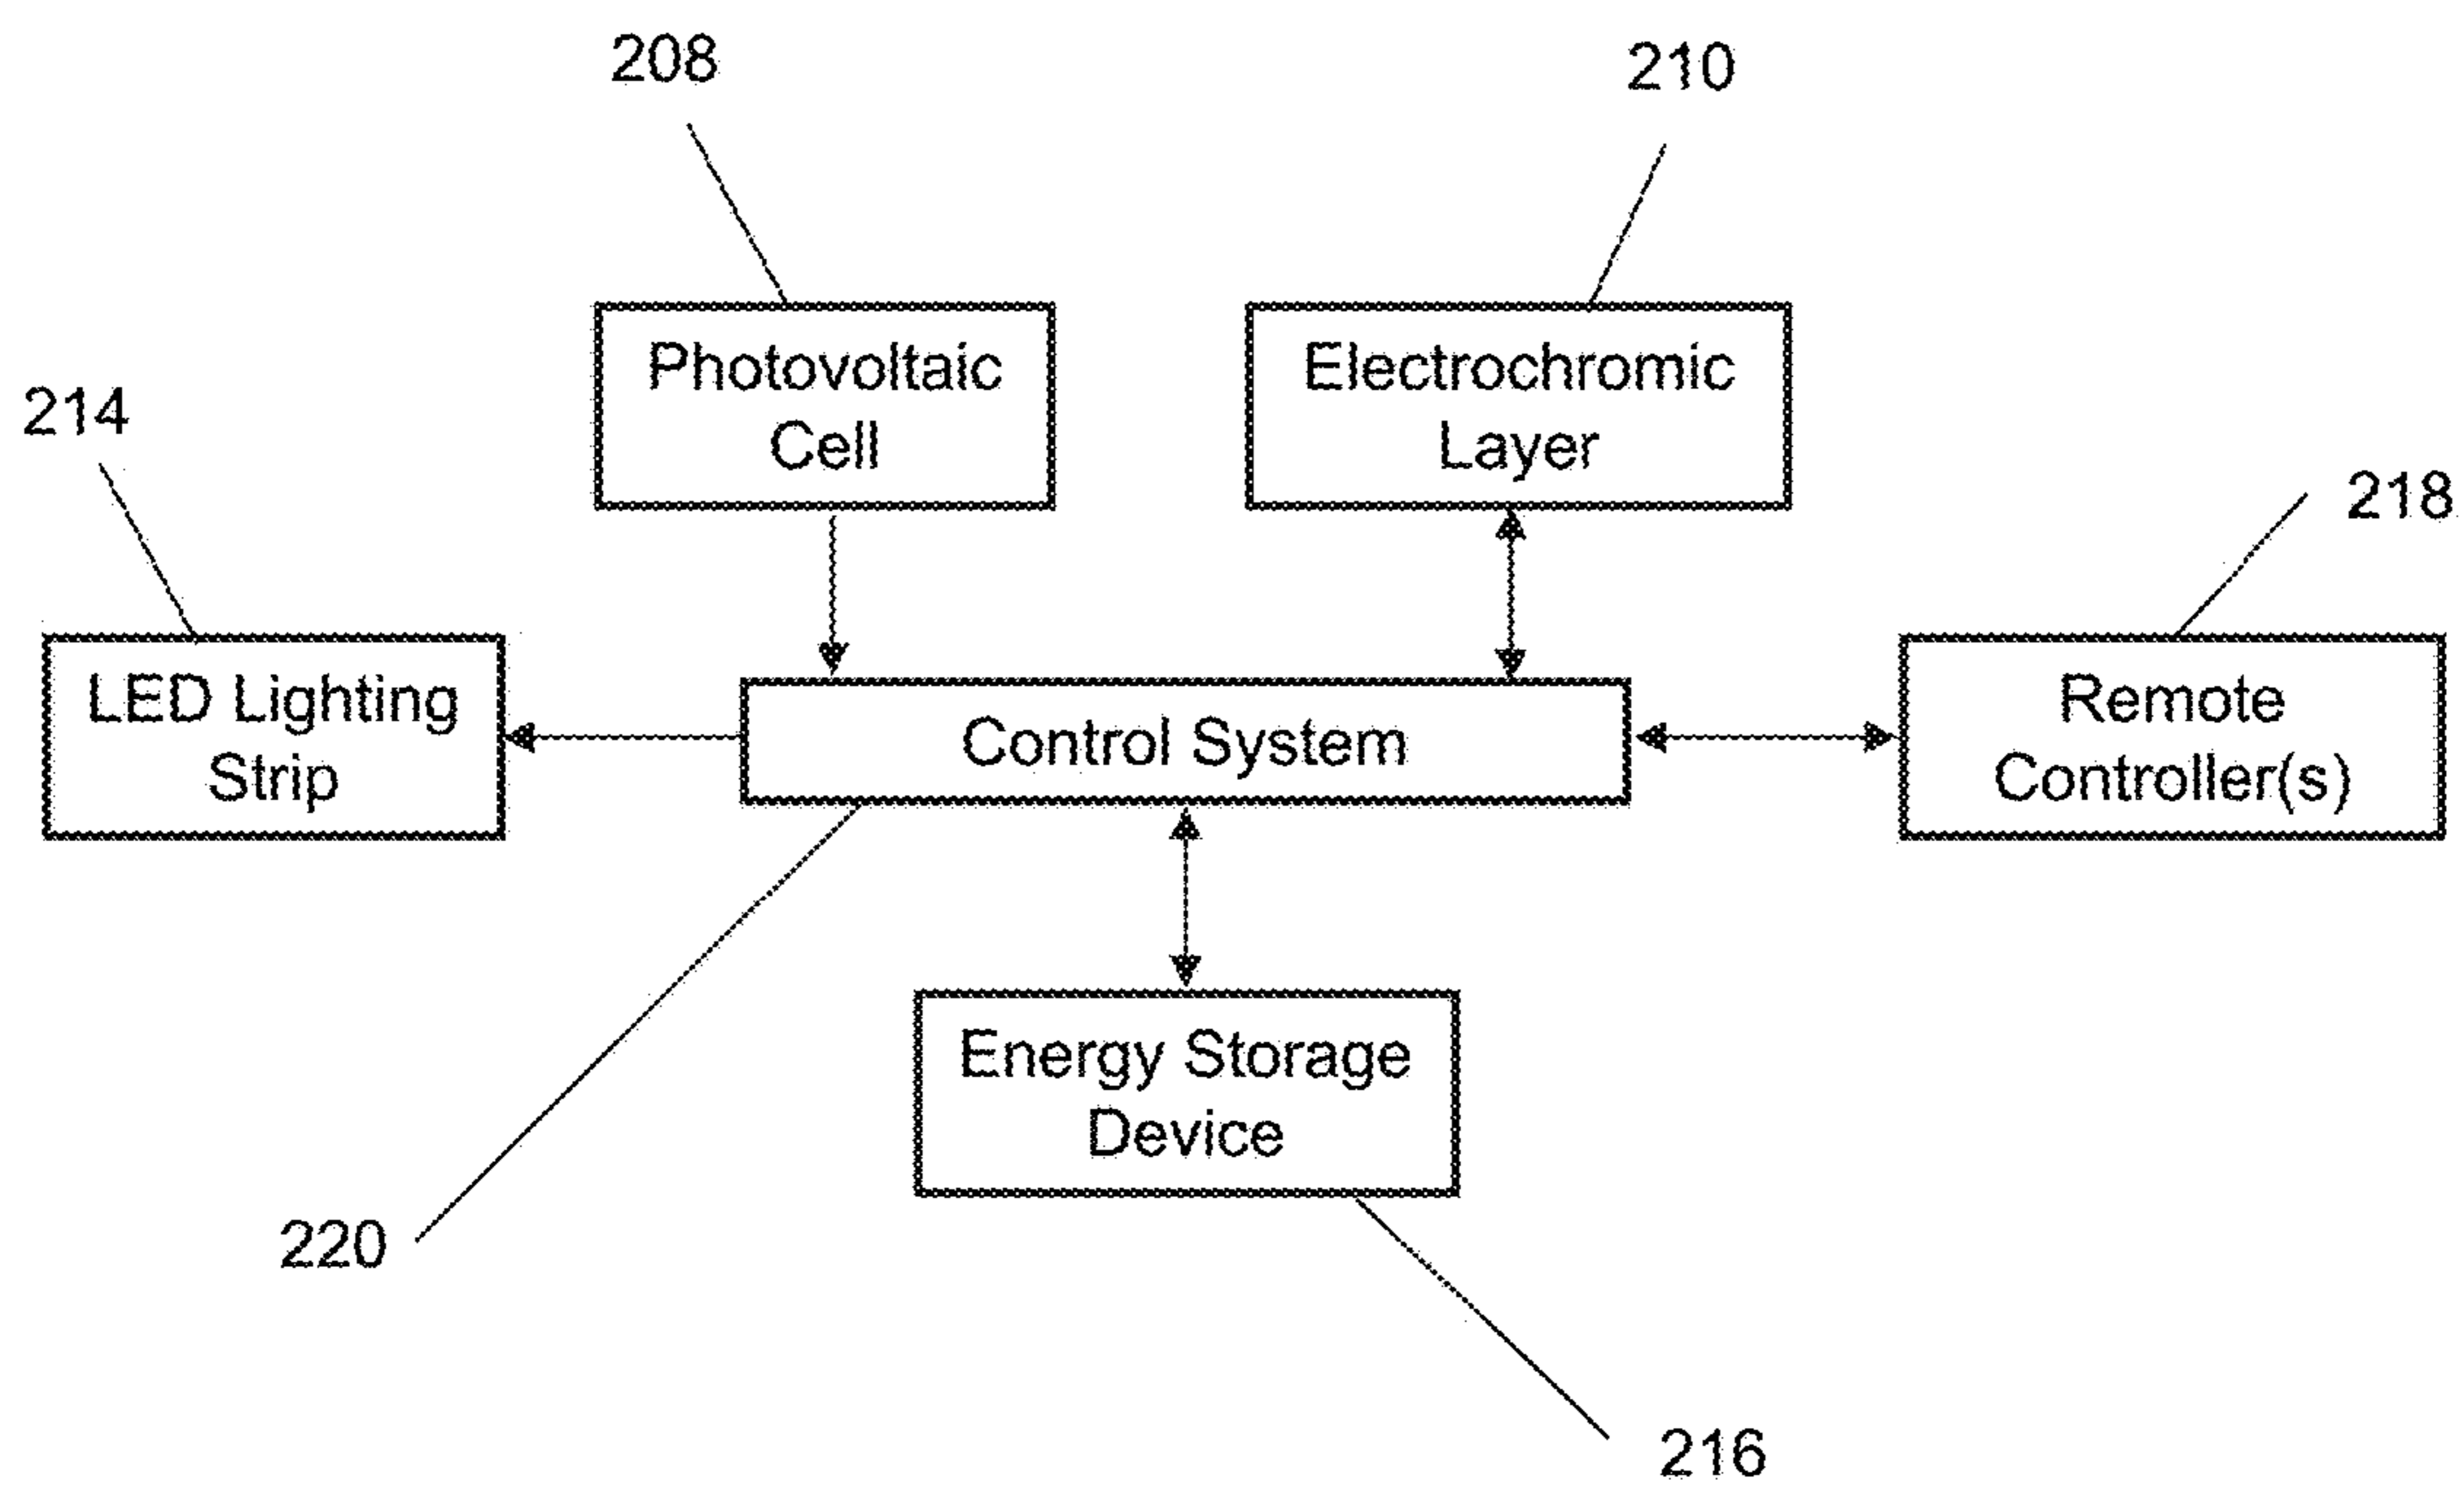 208
210
Photovoltaic
Cell
Electrochromic
Layer
214
218
LED Lighting
Strip
Control System
Remote
Controller(s)
Energy Storage
Device
220
216